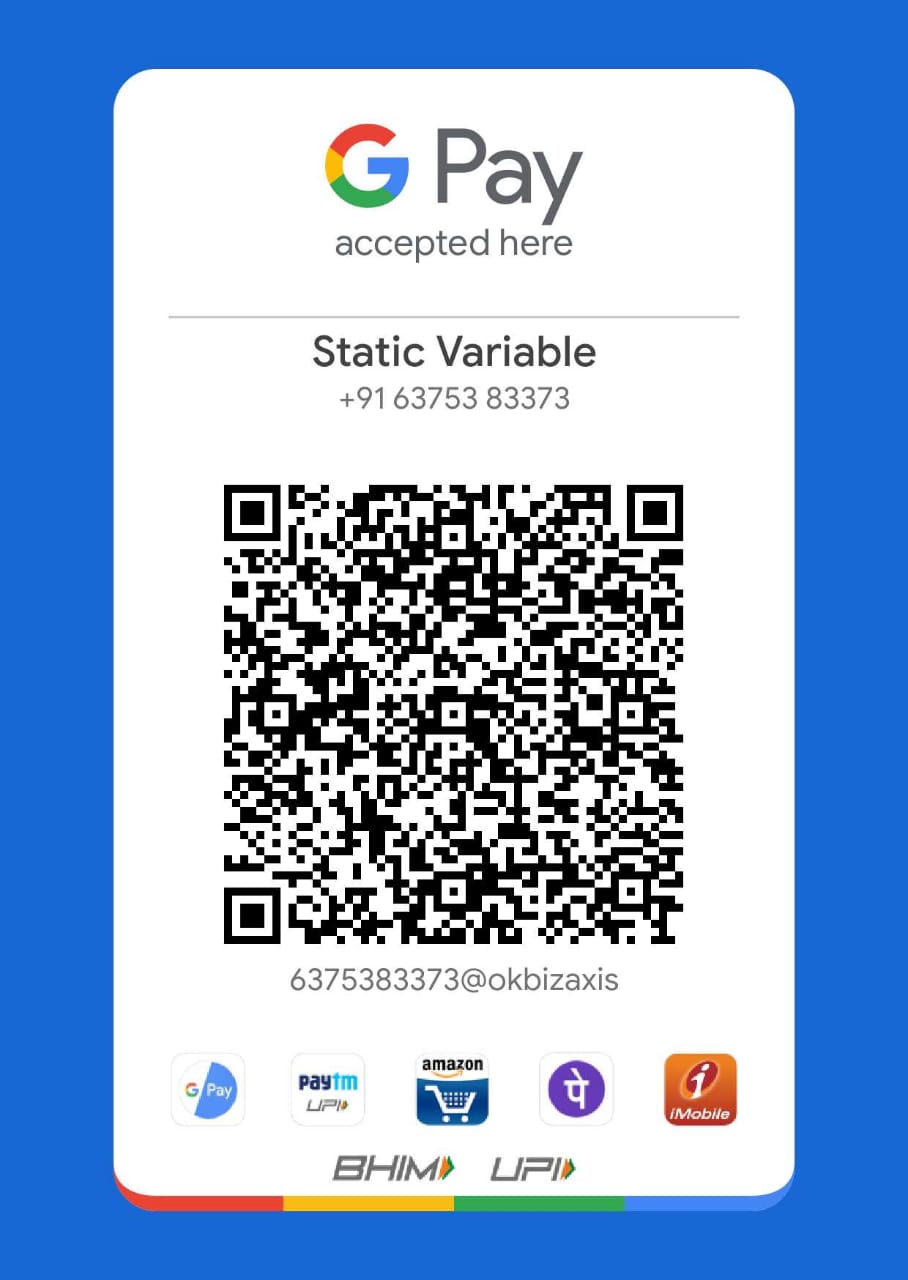 G Pay
accepted here
Static Variable
+91 63753 83373
6375383373@okbizaxis
G Pay
paytm
UPI
amazon
पे
i
iMobile
BHIM UPI